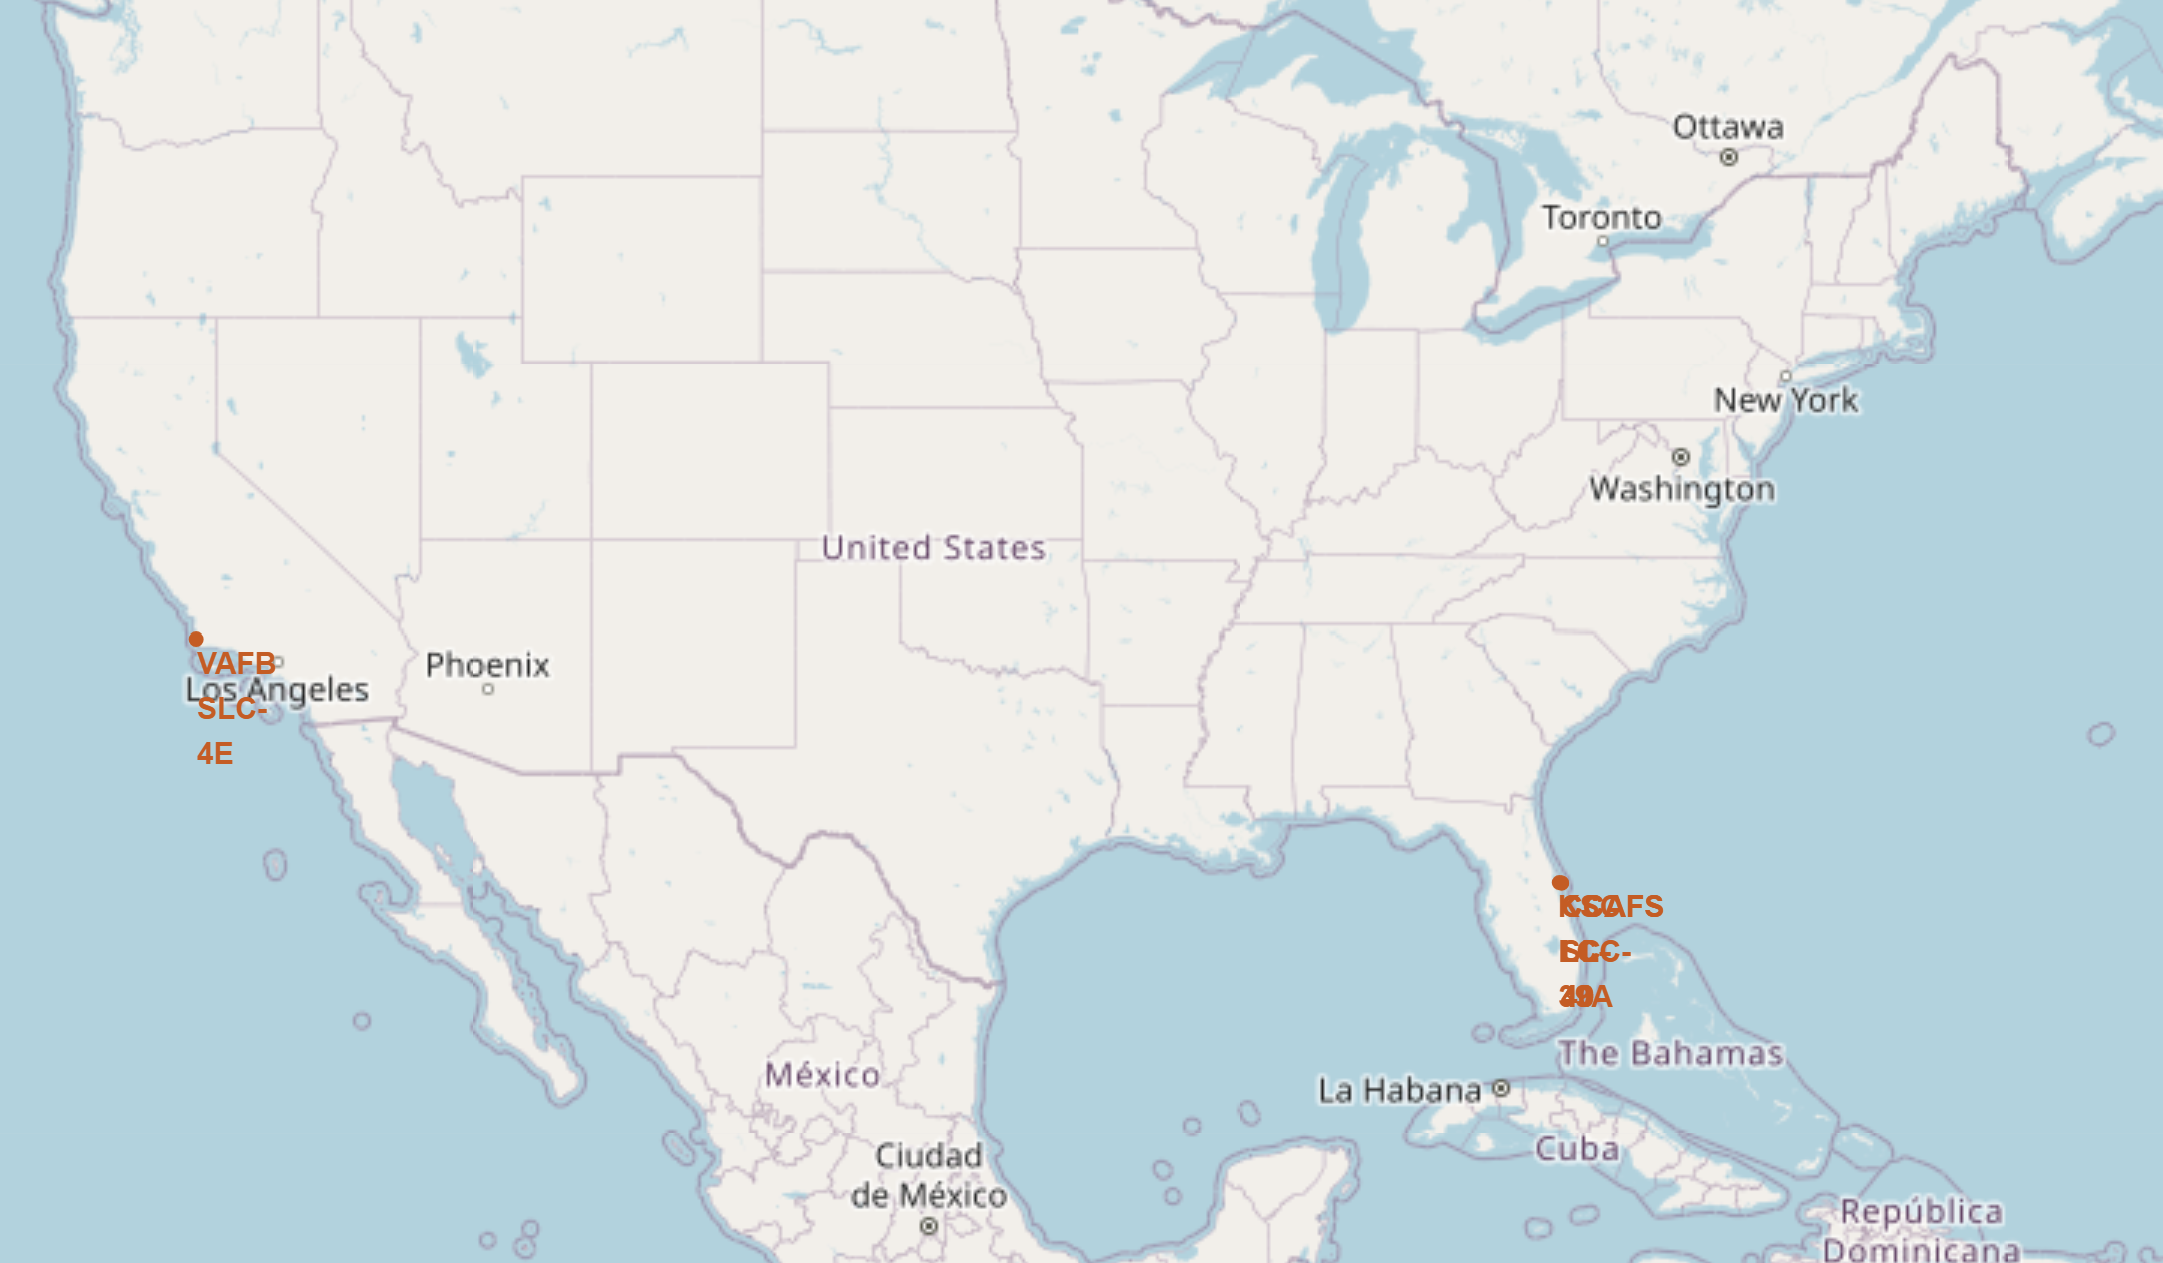 Ottawa
Toronto
New York
Washington
United States
VAFB
SLC-
4E
Los Angeles
Phoenix
The Bahamas
México
La Habana
Cuba
Ciudad
de México
República
Dominicana